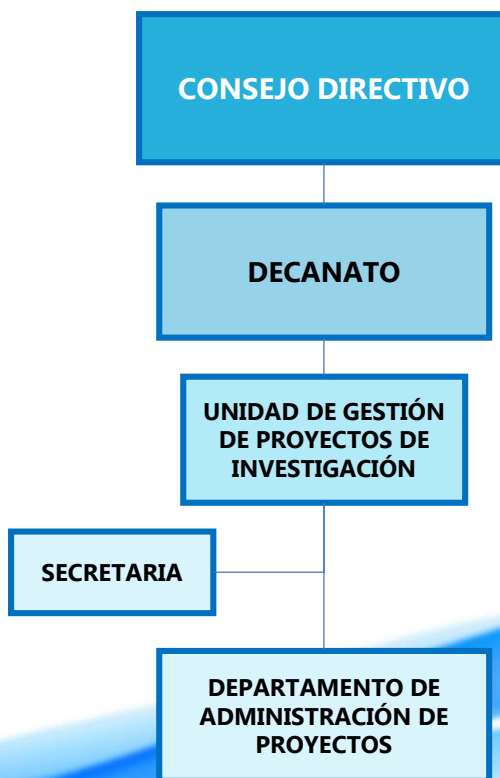 CONSEJO DIRECTIVO
DECANATO
UNIDAD DE GESTIÓN
DE PROYECTOS DE
INVESTIGACIÓN
SECRETARIA
DEPARTAMENTO DE
ADMINISTRACIÓN DE
PROYECTOS